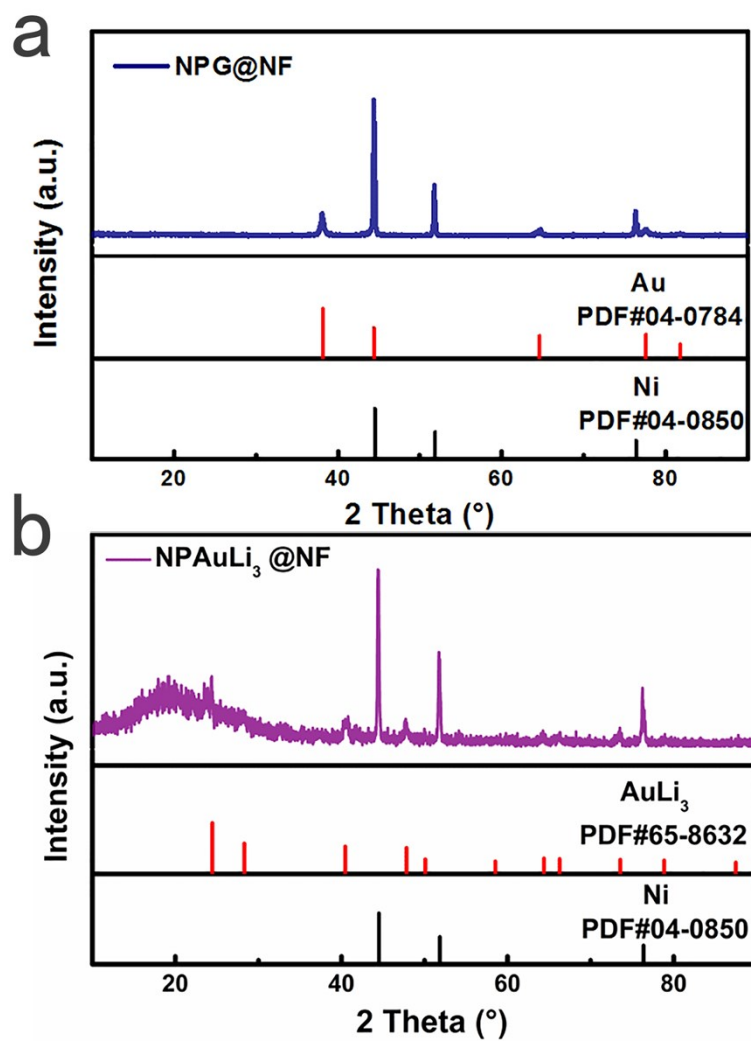 a
NPG@NF
Intensity (a.u.)
Au
PDF#04-0784
Ni
PDF#04-0850
20 40 60 80
2 Theta (°)
b
NPAuLi₃ @NF
Intensity (a.u.)
AuLi₃
PDF#65-8632
Ni
PDF#04-0850
20 40 60 80
2 Theta (°)